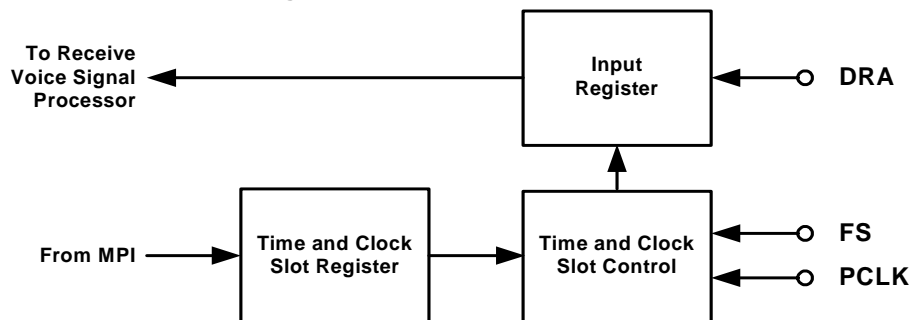 To Receive
Voice Signal
Processor
Input
Register
DRA
From MPI
Time and Clock
Slot Register
Time and Clock
Slot Control
FS
PCLK